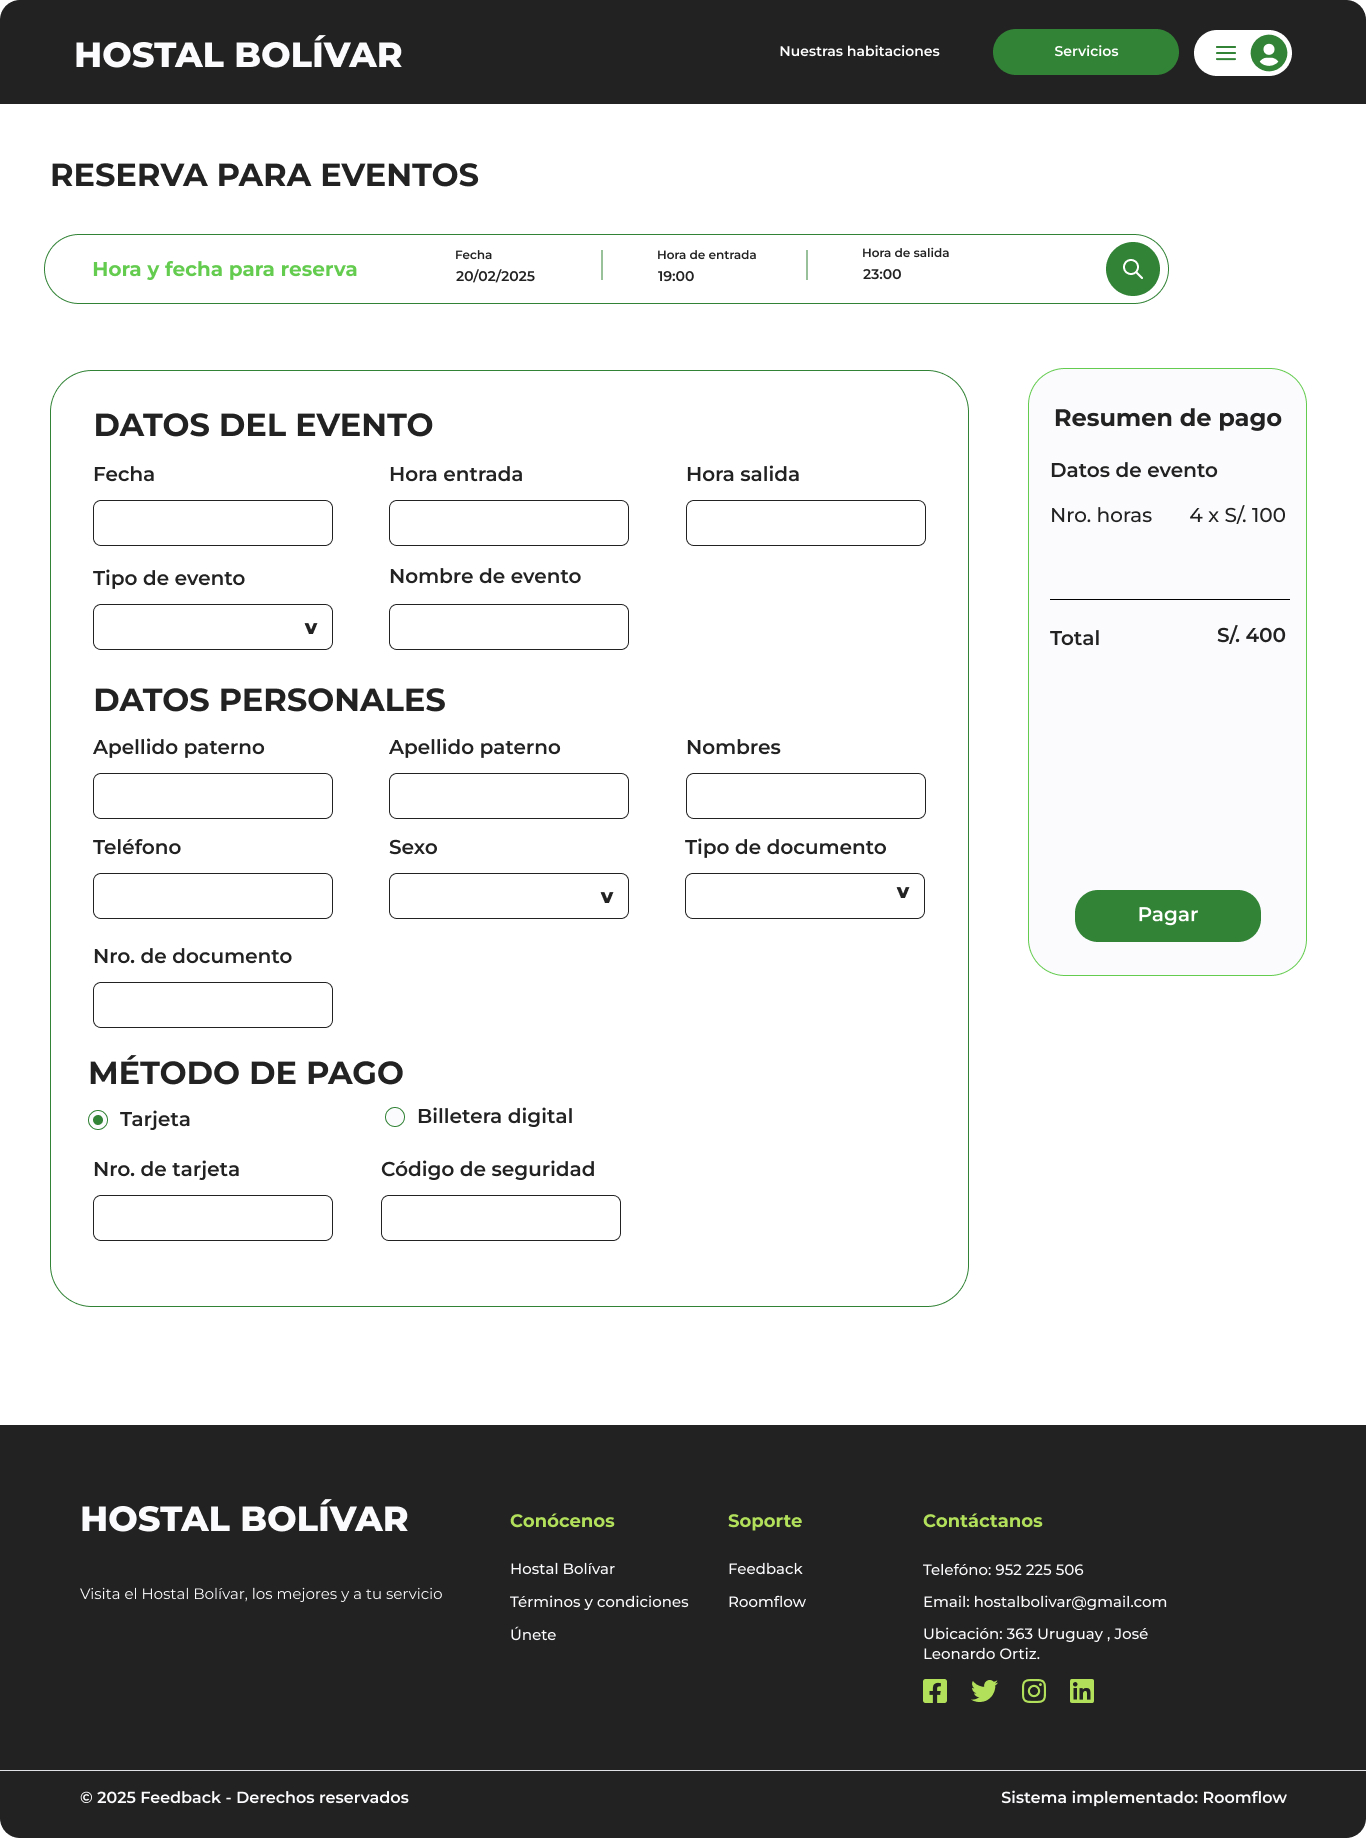 HOSTAL BOLÍVAR
Nuestras habitaciones
Servicios
RESERVA PARA EVENTOS
Hora y fecha para reserva
Fecha
20/02/2025
Hora de entrada
19:00
Hora de salida
23:00
DATOS DEL EVENTO
Fecha
Hora entrada
Hora salida
Tipo de evento
v
Nombre de evento
DATOS PERSONALES
Apellido paterno
Apellido paterno
Nombres
Teléfono
Sexo
v
Tipo de documento
v
Nro. de documento
MÉTODO DE PAGO
Tarjeta
Billetera digital
Nro. de tarjeta
Código de seguridad
Resumen de pago
Datos de evento
Nro. horas 4 x S/. 100
Total S/. 400
Pagar
HOSTAL BOLÍVAR
Visita el Hostal Bolívar, los mejores y a tu servicio
Conócenos
Hostal Bolívar
Términos y condiciones
Únete
Soporte
Feedback
Roomflow
Contáctanos
Telefóno: 952 225 506
Email: hostalbolivar@gmail.com
Ubicación: 363 Uruguay , José
Leonardo Ortiz.
© 2025 Feedback - Derechos reservados
Sistema implementado: Roomflow